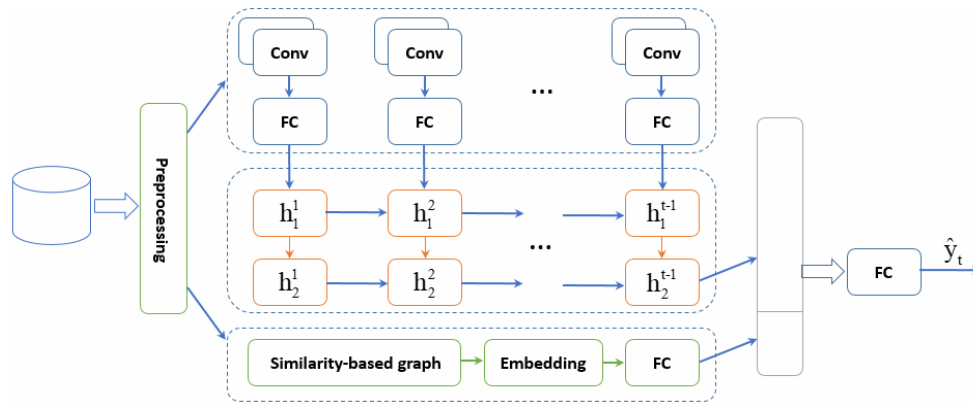 Conv Conv Conv
...
FC FC FC
Preprocessing
h₁¹ h₁² h₁ᵗ⁻¹
...
h₂¹ h₂² h₂ᵗ⁻¹
FC ŷₜ
Similarity-based graph Embedding FC